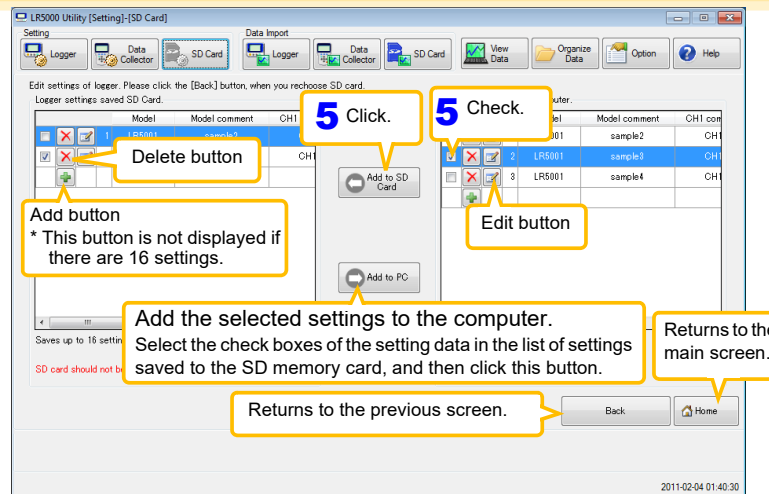 LR5000 Utility [Setting]-[SD Card]
Setting
Data Import
Logger
Data Collector
SD Card
Logger
Data Collector
SD Card
View Data
Organize Data
Option
Help
Edit settings of logger. Please click the [Back] button, when you rechoose SD card.
Logger settings saved SD Card.
Model Model comment CH1
1 LR5001 sample2
CH1
5 Click.
5 Check.
Delete button
Add button
* This button is not displayed if
there are 16 settings.
Add to SD Card
Add to PC
Model comment CH1 com
sample2 CH1
2 LR5001 sample3 CH1
3 LR5001 sample4 CH1
Edit button
Add the selected settings to the computer.
Select the check boxes of the setting data in the list of settings
saved to the SD memory card, and then click this button.
Saves up to 16
SD card should not
Returns to the
main screen.
Returns to the previous screen.
Back
Home
2011-02-04 01:40:30